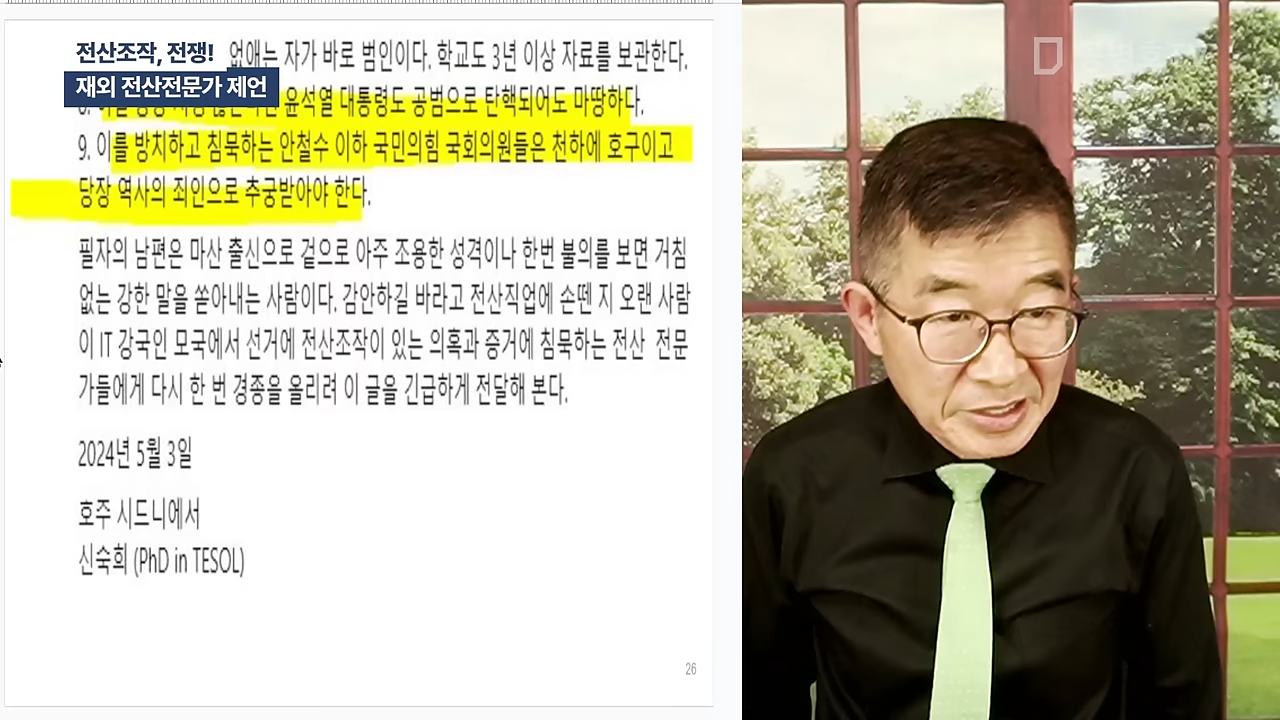 전산조작, 전쟁!
재외 전산전문가 제언
없애는 자가 바로 범인이다. 학교도 3년 이상 자료를 보관한다.
윤석열 대통령도 공범으로 탄핵되어도 마땅하다.
9. 이를 방치하고 침묵하는 안철수 이하 국민의힘 국회의원들은 천하에 호구이고
당장 역사의 죄인으로 추궁받아야 한다.
필자의 남편은 마산 출신으로 겉으로 아주 조용한 성격이나 한번 불의를 보면 거침
없는 강한 말을 쏟아내는 사람이다. 감안하길 바라고 전산직업에 손뗀 지 오랜 사람
이 IT 강국인 모국에서 선거에 전산조작이 있는 의혹과 증거에 침묵하는 전산 전문
가들에게 다시 한 번 경종을 울리려 이 글을 긴급하게 전달해 본다.
2024년 5월 3일
호주 시드니에서
신숙희 (PhD in TESOL)
26